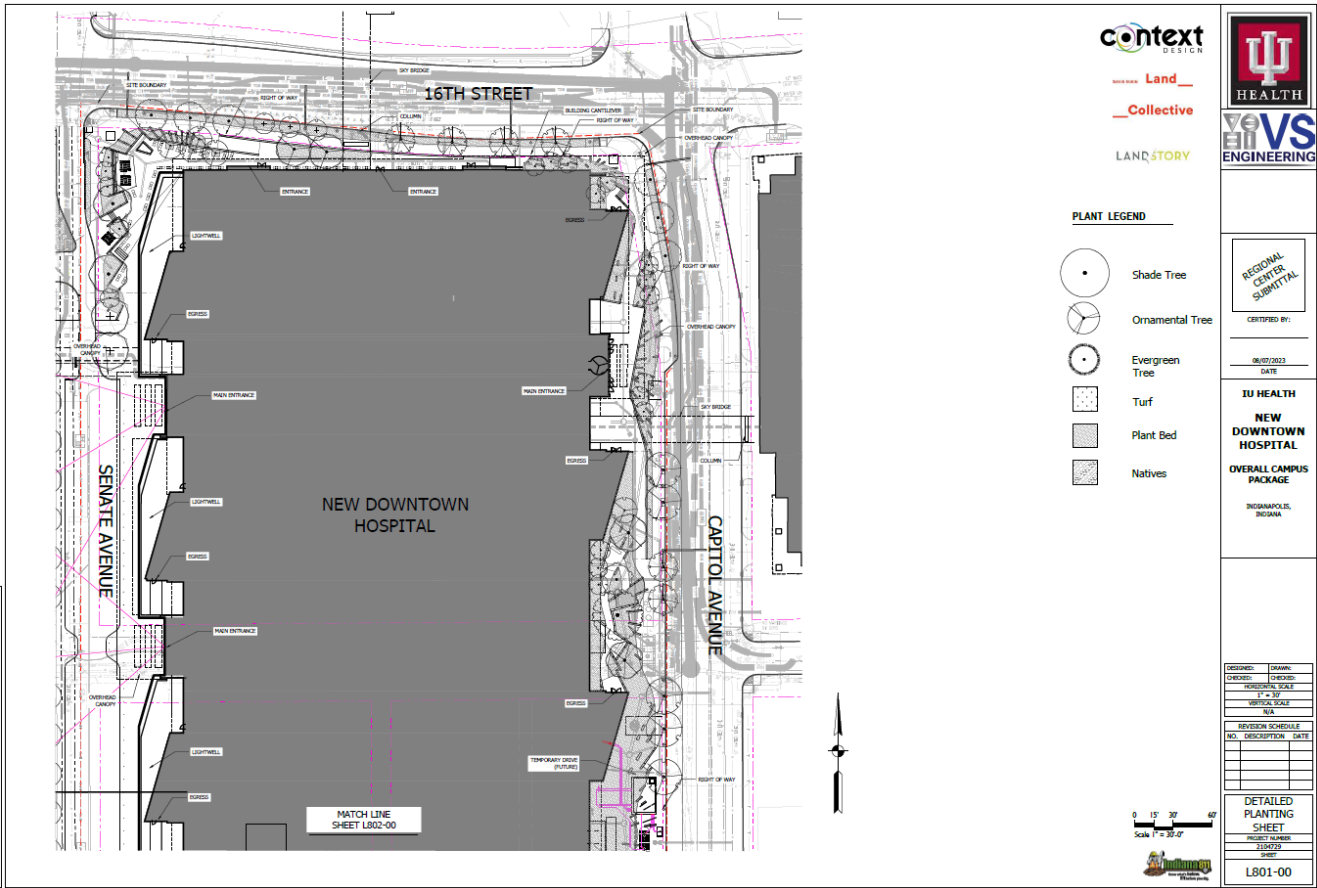 SITE BOUNDARY
SKY BRIDGE
16TH STREET
RIGHT OF WAY
COLUMN
BUILDING CANTILEVER
RIGHT OF WAY
SITE BOUNDARY
OVERHEAD CANOPY
ENTRANCE
ENTRANCE
EGRESS
LIGHTWELL
RIGHT OF WAY
EGRESS
OVERHEAD CANOPY
OVERHEAD
CANOPY
MAIN ENTRANCE
MAIN ENTRANCE
SKY BRIDGE
EGRESS
COLUMN
SENATE AVENUE
LIGHTWELL
NEW DOWNTOWN
HOSPITAL
CAPITOL AVENUE
EGRESS
MAIN ENTRANCE
OVERHEAD
CANOPY
EGRESS
LIGHTWELL
TEMPORARY DRIVE
(FUTURE)
RIGHT OF WAY
EGRESS
MATCH LINE
SHEET L802-00
context
DESIGN
Land
Collective
LANDSTORY
PLANT LEGEND
Shade Tree
Ornamental Tree
Evergreen
Tree
Turf
Plant Bed
Natives
0 15' 30' 60'
Scale 1" = 30'-0"
HEALTH
VS
ENGINEERING
REGIONAL
CENTER
SUBMITTAL
CERTIFIED BY:
08/07/2023
DATE
IU HEALTH
NEW
DOWNTOWN
HOSPITAL
OVERALL CAMPUS
PACKAGE
INDIANAPOLIS,
INDIANA
DESIGNED: DRAWN:
CHECKED: CHECKED:
HORIZONTAL SCALE
1" = 30'
VERTICAL SCALE
N/A
REVISION SCHEDULE
NO. DESCRIPTION DATE
DETAILED
PLANTING
SHEET
PROJECT NUMBER
2104729
SHEET
L801-00